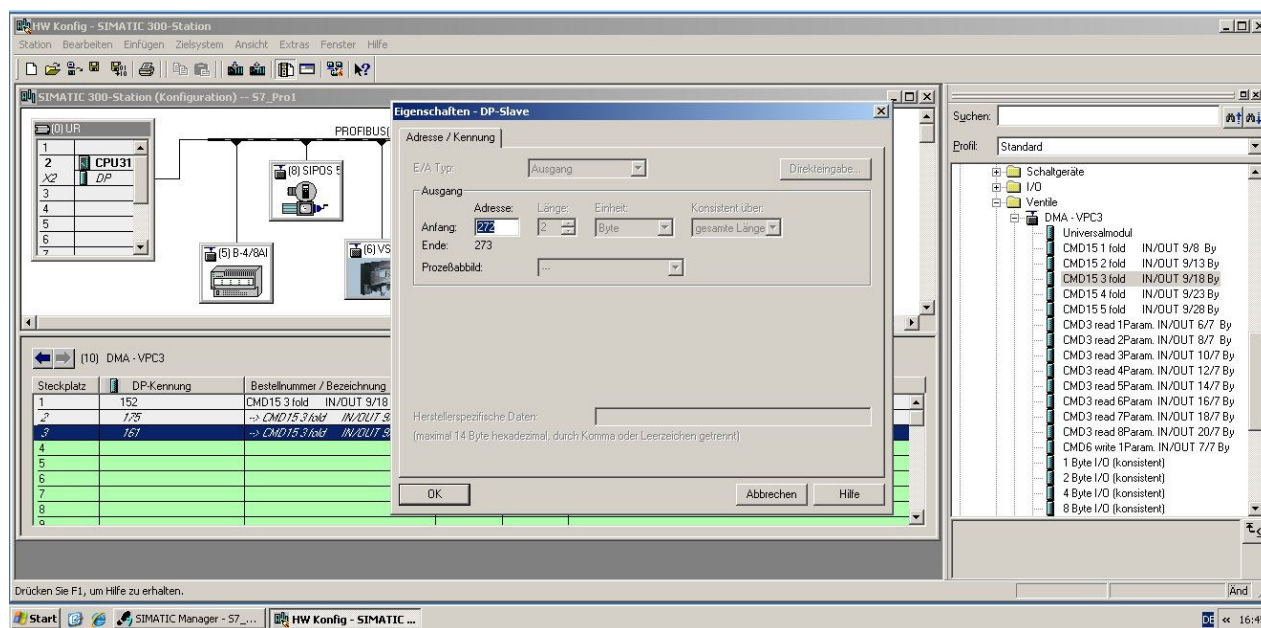 HW Konfig - SIMATIC 300-Station
Station Bearbeiten Einfügen Zielsystem Ansicht Extras Fenster Hilfe
SIMATIC 300-Station (Konfiguration) -- S7_Pro1
(0) UR
1
2 CPU31
X2 DP
3
4
5
6
7
PROFIBUS(
(8) SIPOS 5
(5) B-4/8AI
(6) VS
(10) DMA - VPC3
Steckplatz DP-Kennung Bestellnummer / Bezeichnung
1 152 CMD15 3 fold IN/OUT 9/18
2 175 --> CMD15 3 fold IN/OUT 9
3 161 --> CMD15 3 fold IN/OUT 9
4
5
6
7
8
9
Eigenschaften - DP-Slave
Adresse / Kennung
E/A Typ: Ausgang Direkteingabe...
Ausgang
Adresse: Länge: Einheit: Konsistent über:
Anfang: 272 2 Byte gesamte Länge
Ende: 273
Prozeßabbild: ---
Herstellerspezifische Daten:
(maximal 14 Byte hexadezimal, durch Komma oder Leerzeichen getrennt)
OK Abbrechen Hilfe
Suchen:
Profil: Standard
Schaltgeräte
I/O
Ventile
DMA - VPC3
Universalmodul
CMD15 1 fold IN/OUT 9/8 By
CMD15 2 fold IN/OUT 9/13 By
CMD15 3 fold IN/OUT 9/18 By
CMD15 4 fold IN/OUT 9/23 By
CMD15 5 fold IN/OUT 9/28 By
CMD3 read 1Param. IN/OUT 6/7 By
CMD3 read 2Param. IN/OUT 8/7 By
CMD3 read 3Param. IN/OUT 10/7 By
CMD3 read 4Param. IN/OUT 12/7 By
CMD3 read 5Param. IN/OUT 14/7 By
CMD3 read 6Param. IN/OUT 16/7 By
CMD3 read 7Param. IN/OUT 18/7 By
CMD3 read 8Param. IN/OUT 20/7 By
CMD6 write 1Param. IN/OUT 7/7 By
1 Byte I/O (konsistent)
2 Byte I/O (konsistent)
4 Byte I/O (konsistent)
8 Byte I/O (konsistent)
Drücken Sie F1, um Hilfe zu erhalten.
Änd
Start SIMATIC Manager - S7_... HW Konfig - SIMATIC ...
DE « 16:4